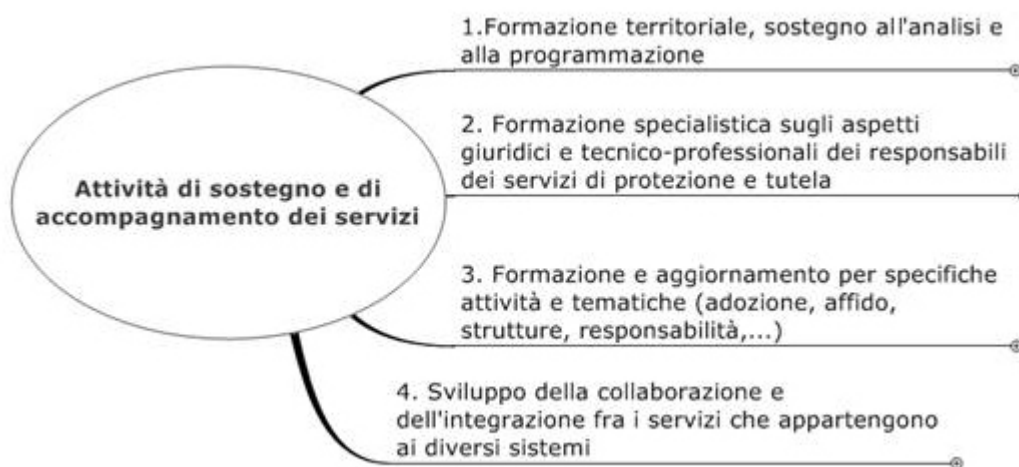 1.Formazione territoriale, sostegno all'analisi e
alla programmazione
2. Formazione specialistica sugli aspetti
giuridici e tecnico-professionali dei responsabili
dei servizi di protezione e tutela
Attività di sostegno e di
accompagnamento dei servizi
3. Formazione e aggiornamento per specifiche
attività e tematiche (adozione, affido,
strutture, responsabilità,...)
4. Sviluppo della collaborazione e
dell'integrazione fra i servizi che appartengono
ai diversi sistemi